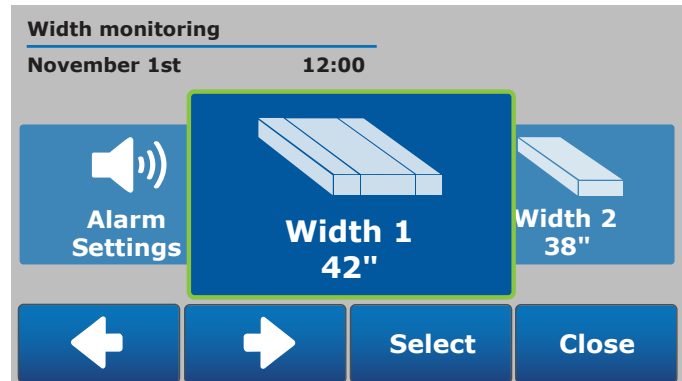 Width monitoring
November 1st 12:00
Alarm
Settings
Width 1
42"
Width 2
38"
Select Close